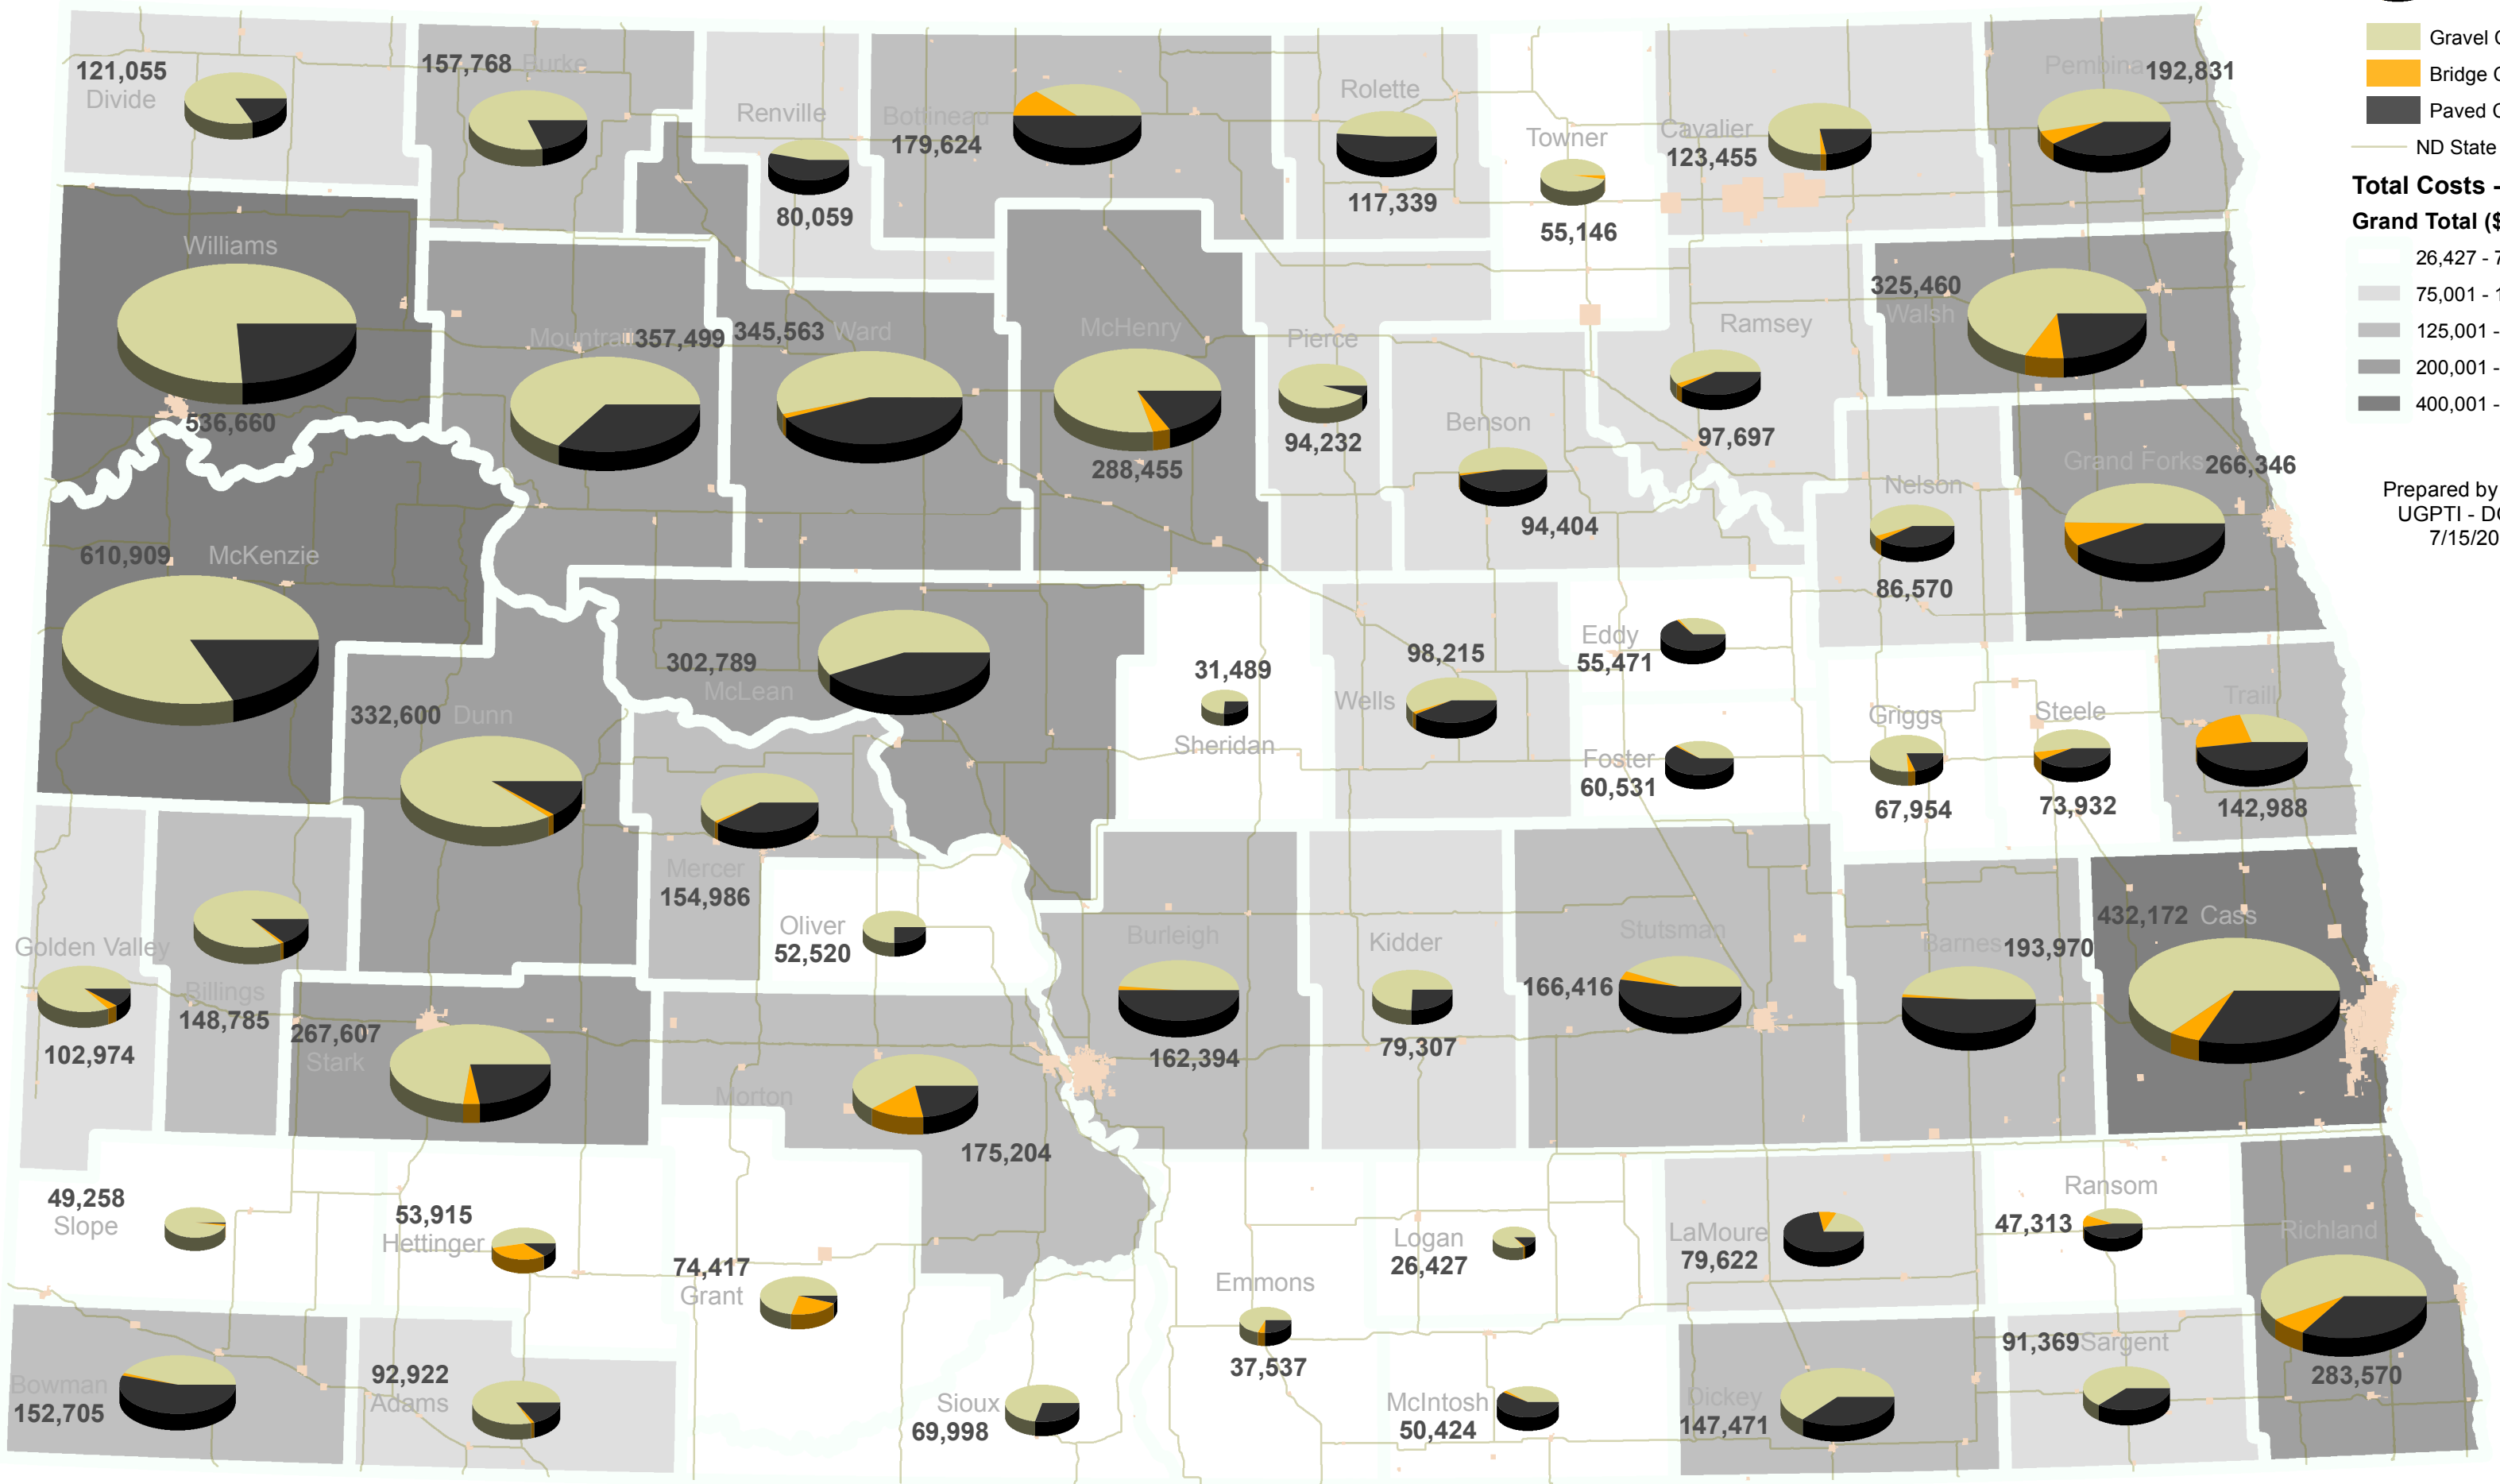 121,055
Divide
157,768 Burke
Renville
80,059
Bottineau
179,624
Rolette
117,339
Towner
55,146
Cavalier
123,455
Pembina 192,831
Gravel
Bridge
Paved
ND State
Total Costs -
Grand Total ($
26,427 -
75,001 -
125,001 -
200,001 -
400,001 -
Prepared by
UGPTI -
Williams
536,660
Mountrail 357,499
345,563 Ward
McHenry
288,455
Pierce
94,232
Benson
94,404
Ramsey
97,697
325,460
Walsh
Nelson
86,570
Grand Forks 266,346
610,909 McKenzie
332,600 Dunn
302,789
McLean
31,489
Sheridan
98,215
Wells
Eddy
55,471
Foster
60,531
Griggs
67,954
Steele
73,932
Traill
142,988
Mercer
154,986
Oliver
52,520
Golden Valley
102,974
Billings
148,785
267,607
Stark
Morton
175,204
Burleigh
162,394
Kidder
79,307
Stutsman
166,416
Barnes 193,970
432,172 Cass
49,258
Slope
53,915
Hettinger
74,417
Grant
Emmons
37,537
Logan
26,427
LaMoure
79,622
Ransom
47,313
Richland
283,570
Bowman
152,705
92,922
Adams
Sioux
69,998
McIntosh
50,424
Dickey
147,471
91,369 Sargent